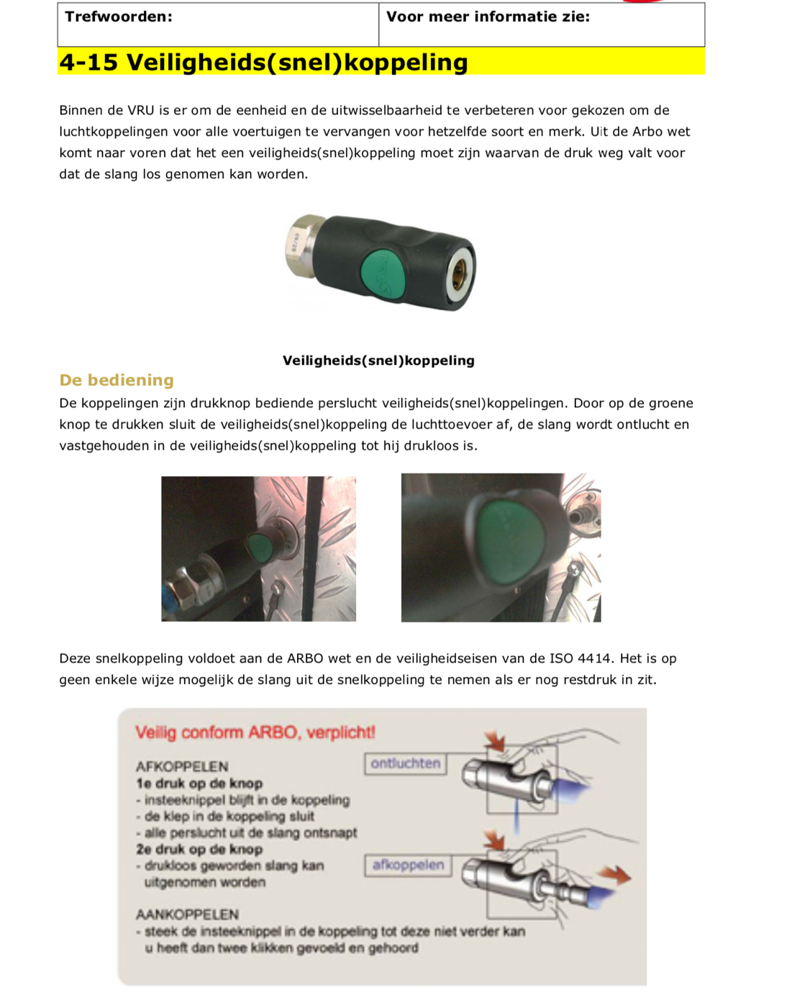 Trefwoorden:
Voor meer informatie zie:
4-15 Veiligheids(snel)koppeling
Binnen de VRU is er om de eenheid en de uitwisselbaarheid te verbeteren voor gekozen om de
luchtkoppelingen voor alle voertuigen te vervangen voor hetzelfde soort en merk. Uit de Arbo wet
komt naar voren dat het een veiligheids(snel)koppeling moet zijn waarvan de druk weg valt voor
dat de slang los genomen kan worden.
Veiligheids(snel)koppeling
De bediening
De koppelingen zijn drukknop bediende perslucht veiligheids(snel)koppelingen. Door op de groene
knop te drukken sluit de veiligheids(snel)koppeling de luchttoevoer af, de slang wordt ontlucht en
vastgehouden in de veiligheids(snel)koppeling tot hij drukloos is.
Deze snelkoppeling voldoet aan de ARBO wet en de veiligheidseisen van de ISO 4414. Het is op
geen enkele wijze mogelijk de slang uit de snelkoppeling te nemen als er nog restdruk in zit.
Veilig conform ARBO, verplicht!
AFKOPPELEN
1e druk op de knop
- insteeknippel blijft in de koppeling
- de klep in de koppeling sluit
- alle perslucht uit de slang ontsnapt
2e druk op de knop
- drukloos geworden slang kan
uitgenomen worden
ontluchten
afkoppelen
AANKOPPELEN
- steek de insteeknippel in de koppeling tot deze niet verder kan
u heeft dan twee klikken gevoeld en gehoord